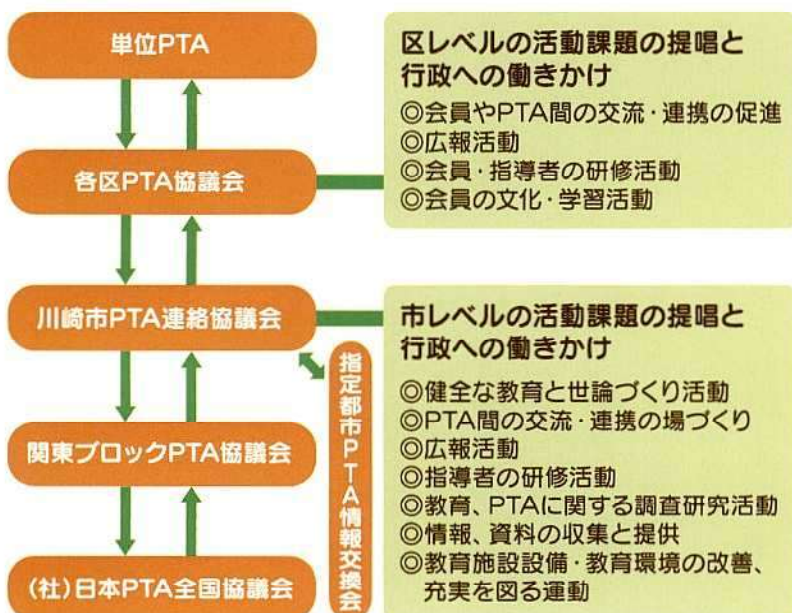 単位PTA
各区PTA協議会
川崎市PTA連絡協議会
指定都市PTA情報交換会
関東ブロックPTA協議会
(社)日本PTA全国協議会
区レベルの活動課題の提唱と
行政への働きかけ
◎会員やPTA間の交流・連携の促進
◎広報活動
◎会員・指導者の研修活動
◎会員の文化・学習活動
市レベルの活動課題の提唱と
行政への働きかけ
◎健全な教育と世論づくり活動
◎PTA間の交流・連携の場づくり
◎広報活動
◎指導者の研修活動
◎教育、PTAに関する調査研究活動
◎情報、資料の収集と提供
◎教育施設設備・教育環境の改善、
充実を図る運動